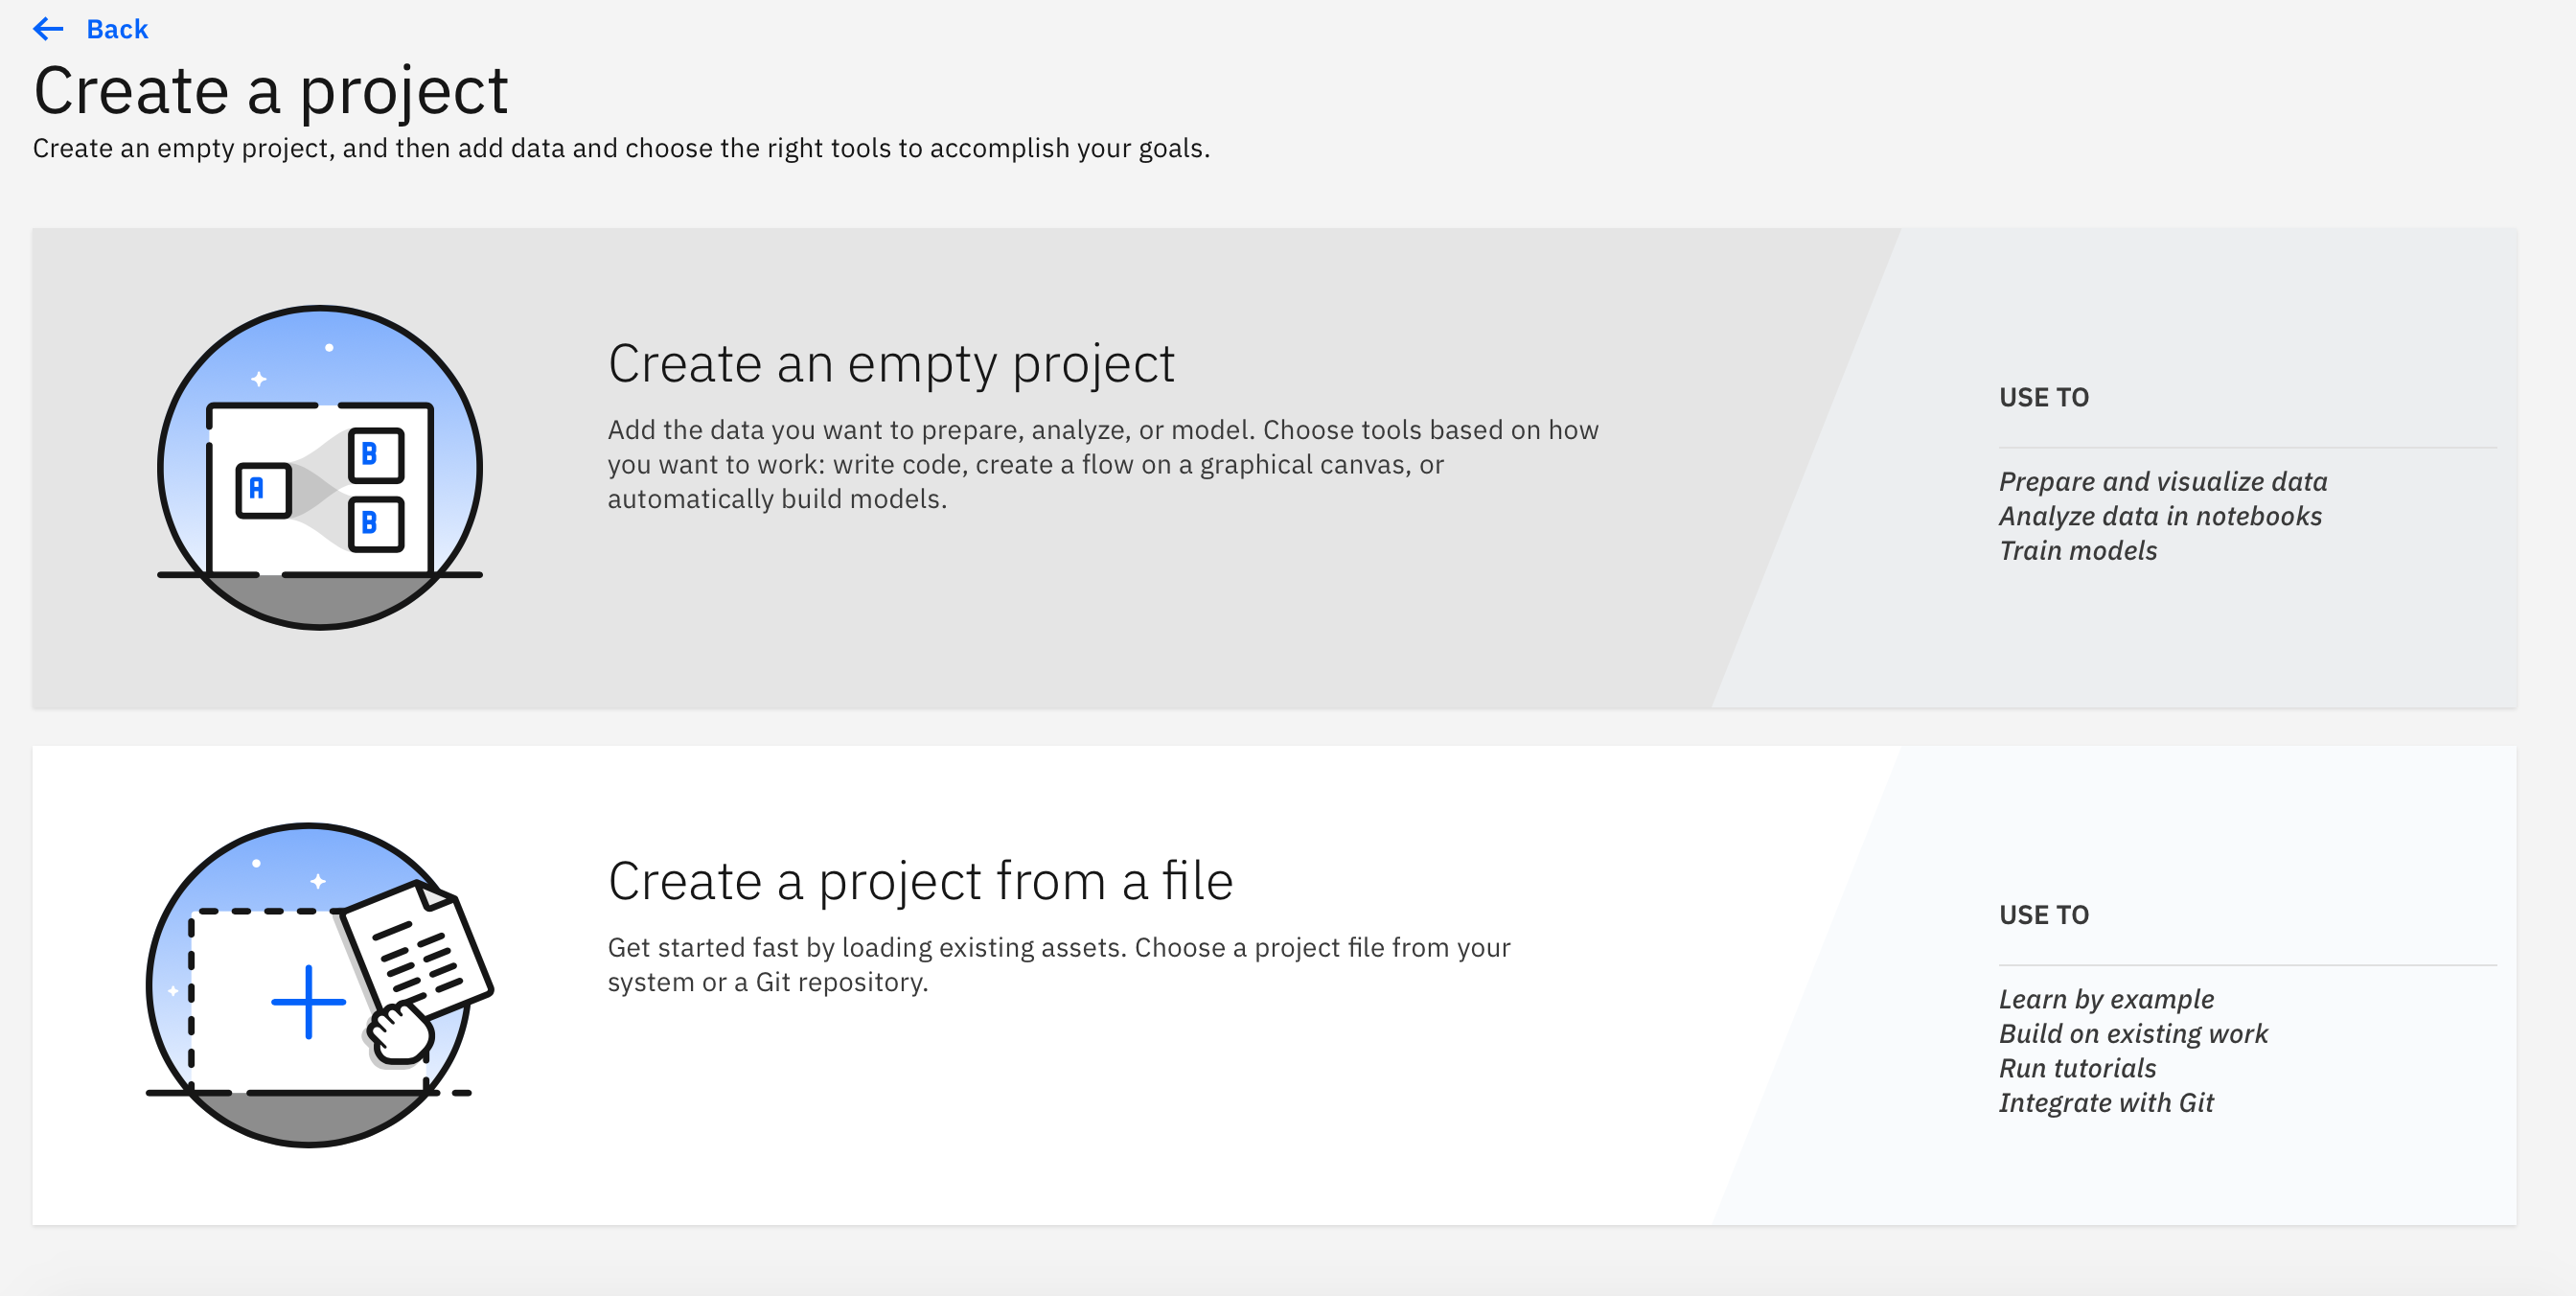 Back
Create a project
Create an empty project, and then add data and choose the right tools to accomplish your goals.
Create an empty project
Add the data you want to prepare, analyze, or model. Choose tools based on how
you want to work: write code, create a flow on a graphical canvas, or
automatically build models.
A
B
B
USE TO
Prepare and visualize data
Analyze data in notebooks
Train models
Create a project from a file
Get started fast by loading existing assets. Choose a project file from your
system or a Git repository.
USE TO
Learn by example
Build on existing work
Run tutorials
Integrate with Git